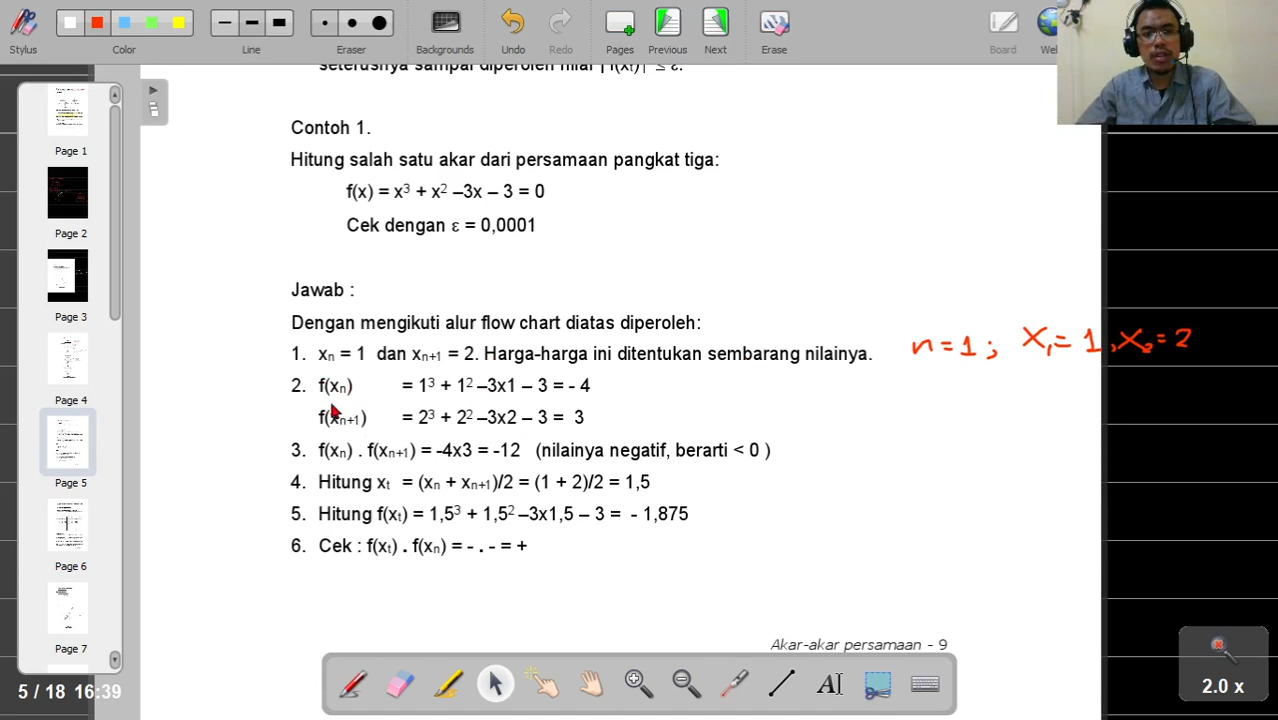 Stylus Color Line Eraser Backgrounds Undo Redo Pages Previous Next Erase Board
seterusnya sampai diperoleh nilai | f(xt)| ≤ ε.
Contoh 1.
Hitung salah satu akar dari persamaan pangkat tiga:
f(x) = x³ + x² –3x – 3 = 0
Cek dengan ε = 0,0001
Jawab :
Dengan mengikuti alur flow chart diatas diperoleh:
1. xn = 1 dan xn+1 = 2. Harga-harga ini ditentukan sembarang nilainya.
n = 1 ; X1 = 1 , X2 = 2
2. f(xn) = 1³ + 1² –3x1 – 3 = - 4
f(xn+1) = 2³ + 2² –3x2 – 3 = 3
3. f(xn) . f(xn+1) = -4x3 = -12 (nilainya negatif, berarti < 0 )
4. Hitung xt = (xn + xn+1)/2 = (1 + 2)/2 = 1,5
5. Hitung f(xt) = 1,5³ + 1,5² –3x1,5 – 3 = - 1,875
6. Cek : f(xt) . f(xn) = - . - = +
Akar-akar persamaan - 9
Page 1
Page 2
Page 3
Page 4
Page 5
Page 6
Page 7
5 / 18 16:39
2.0 x